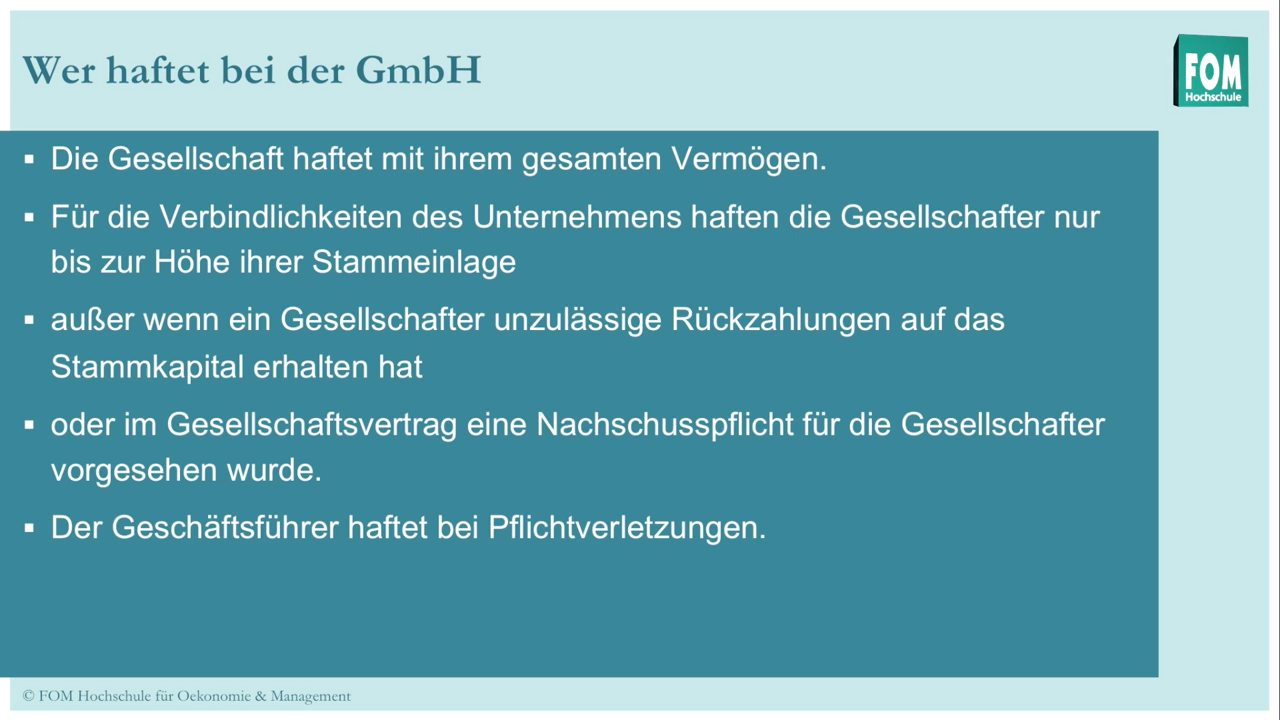 Wer haftet bei der GmbH
FOM
Hochschule
▪ Die Gesellschaft haftet mit ihrem gesamten Vermögen.
▪ Für die Verbindlichkeiten des Unternehmens haften die Gesellschafter nur
bis zur Höhe ihrer Stammeinlage
▪ außer wenn ein Gesellschafter unzulässige Rückzahlungen auf das
Stammkapital erhalten hat
▪ oder im Gesellschaftsvertrag eine Nachschusspflicht für die Gesellschafter
vorgesehen wurde.
▪ Der Geschäftsführer haftet bei Pflichtverletzungen.
© FOM Hochschule für Oekonomie & Management